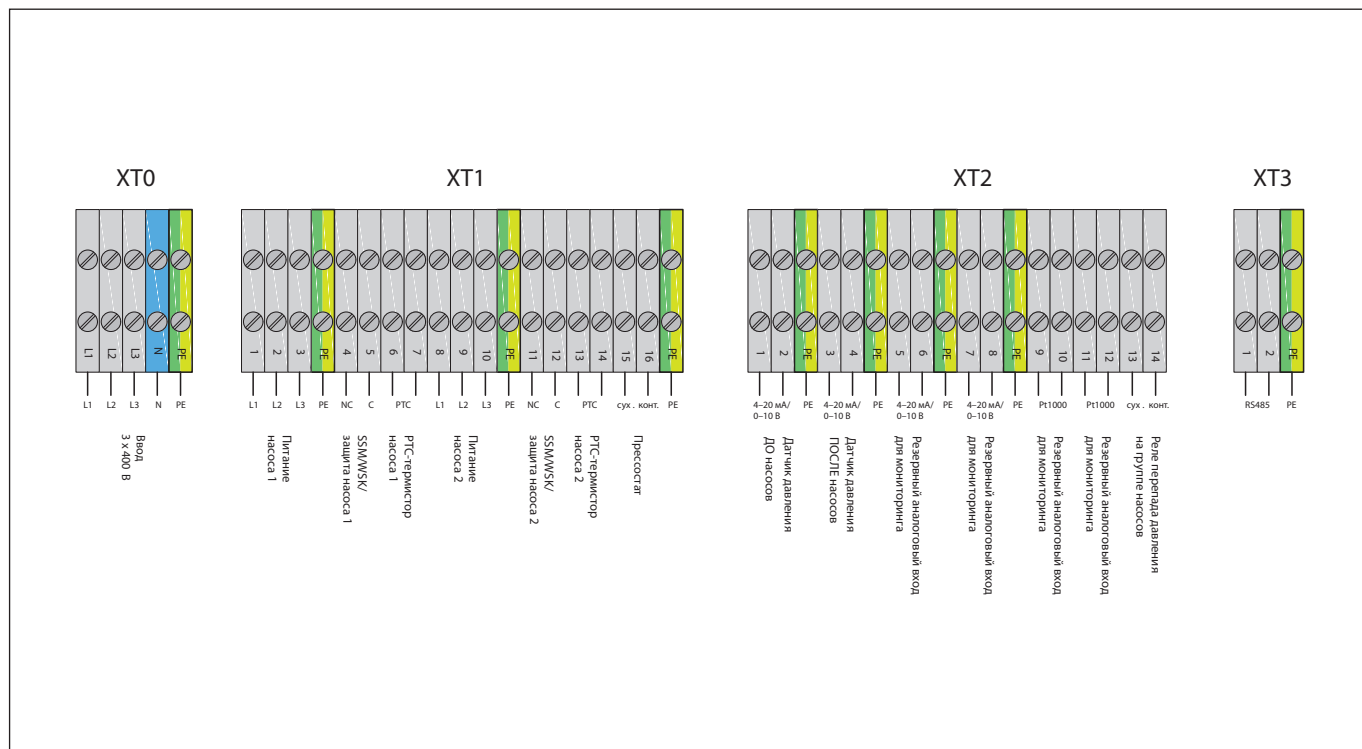 XT0
XT1
XT2
XT3
L1 L2 L3 N PE
1 2 3 PE 4 5 6 7 8 9 10 PE 11 12 13 14 15 16 PE
1 2 PE 3 4 PE 5 6 PE 7 8 PE 9 10 11 12 13 14
1 2 PE
L1 L2 L3 N PE
L1 L2 L3 PE NC C PTC L1 L2 L3 PE NC C PTC сух . конт. PE
4–20 мА/
0–10 В
PE
4–20 мА/
0–10 В
PE
4–20 мА/
0–10 В
PE
4–20 мА/
0–10 В
PE
Pt1000
Pt1000
сух . конт.
RS485 PE
Ввод
3 x 400 В
Питание
насоса 1
SSM/WSK/
защита насоса 1
PTC-термистор
насоса 1
Питание
насоса 2
SSM/WSK/
защита насоса 2
PTC-термистор
насоса 2
Прессостат
Датчик давления
ДО насосов
Датчик давления
ПОСЛЕ насосов
Резервный аналоговый вход
для мониторинга
Резервный аналоговый вход
для мониторинга
Резервный аналоговый вход
для мониторинга
Резервный аналоговый вход
для мониторинга
Реле перепада давления
на группе насосов